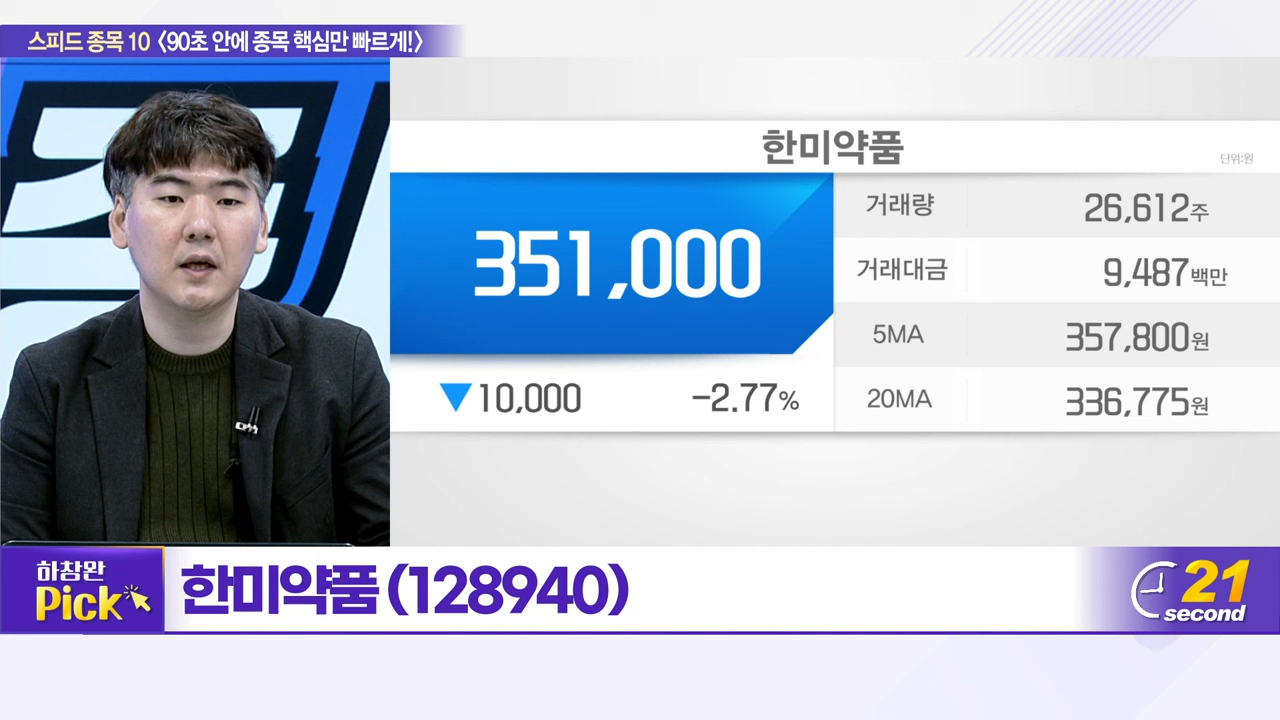 스피드 종목 10 〈90초 안에 종목 핵심만 빠르게!〉
한미약품
단위:원
351,000
▼10,000 -2.77%
거래량 26,612주
거래대금 9,487백만
5MA 357,800원
20MA 336,775원
하창완
Pick
한미약품 (128940)
21
second